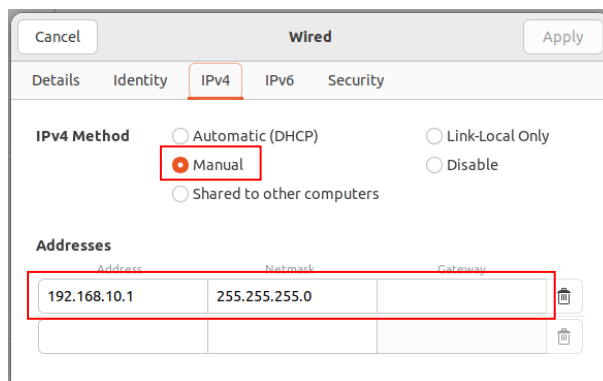 Cancel Wired Apply
Details Identity IPv4 IPv6 Security
IPv4 Method Automatic (DHCP) Link-Local Only
Manual Disable
Shared to other computers
Addresses
Address Netmask Gateway
192.168.10.1 255.255.255.0